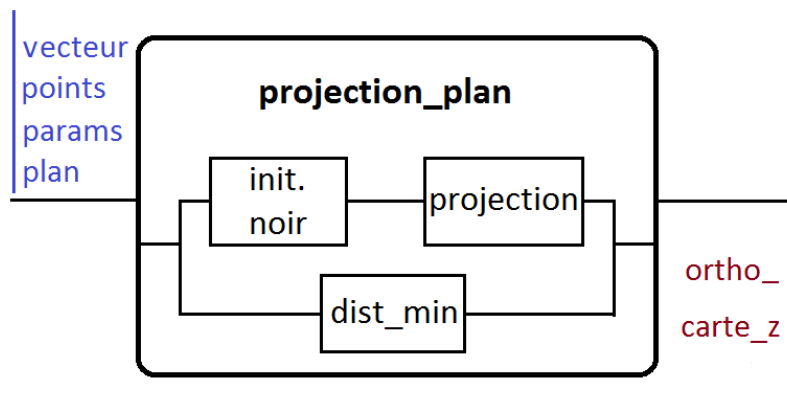 vecteur
points
params
plan
projection_plan
init.
noir
projection
dist_min
ortho_
carte_z